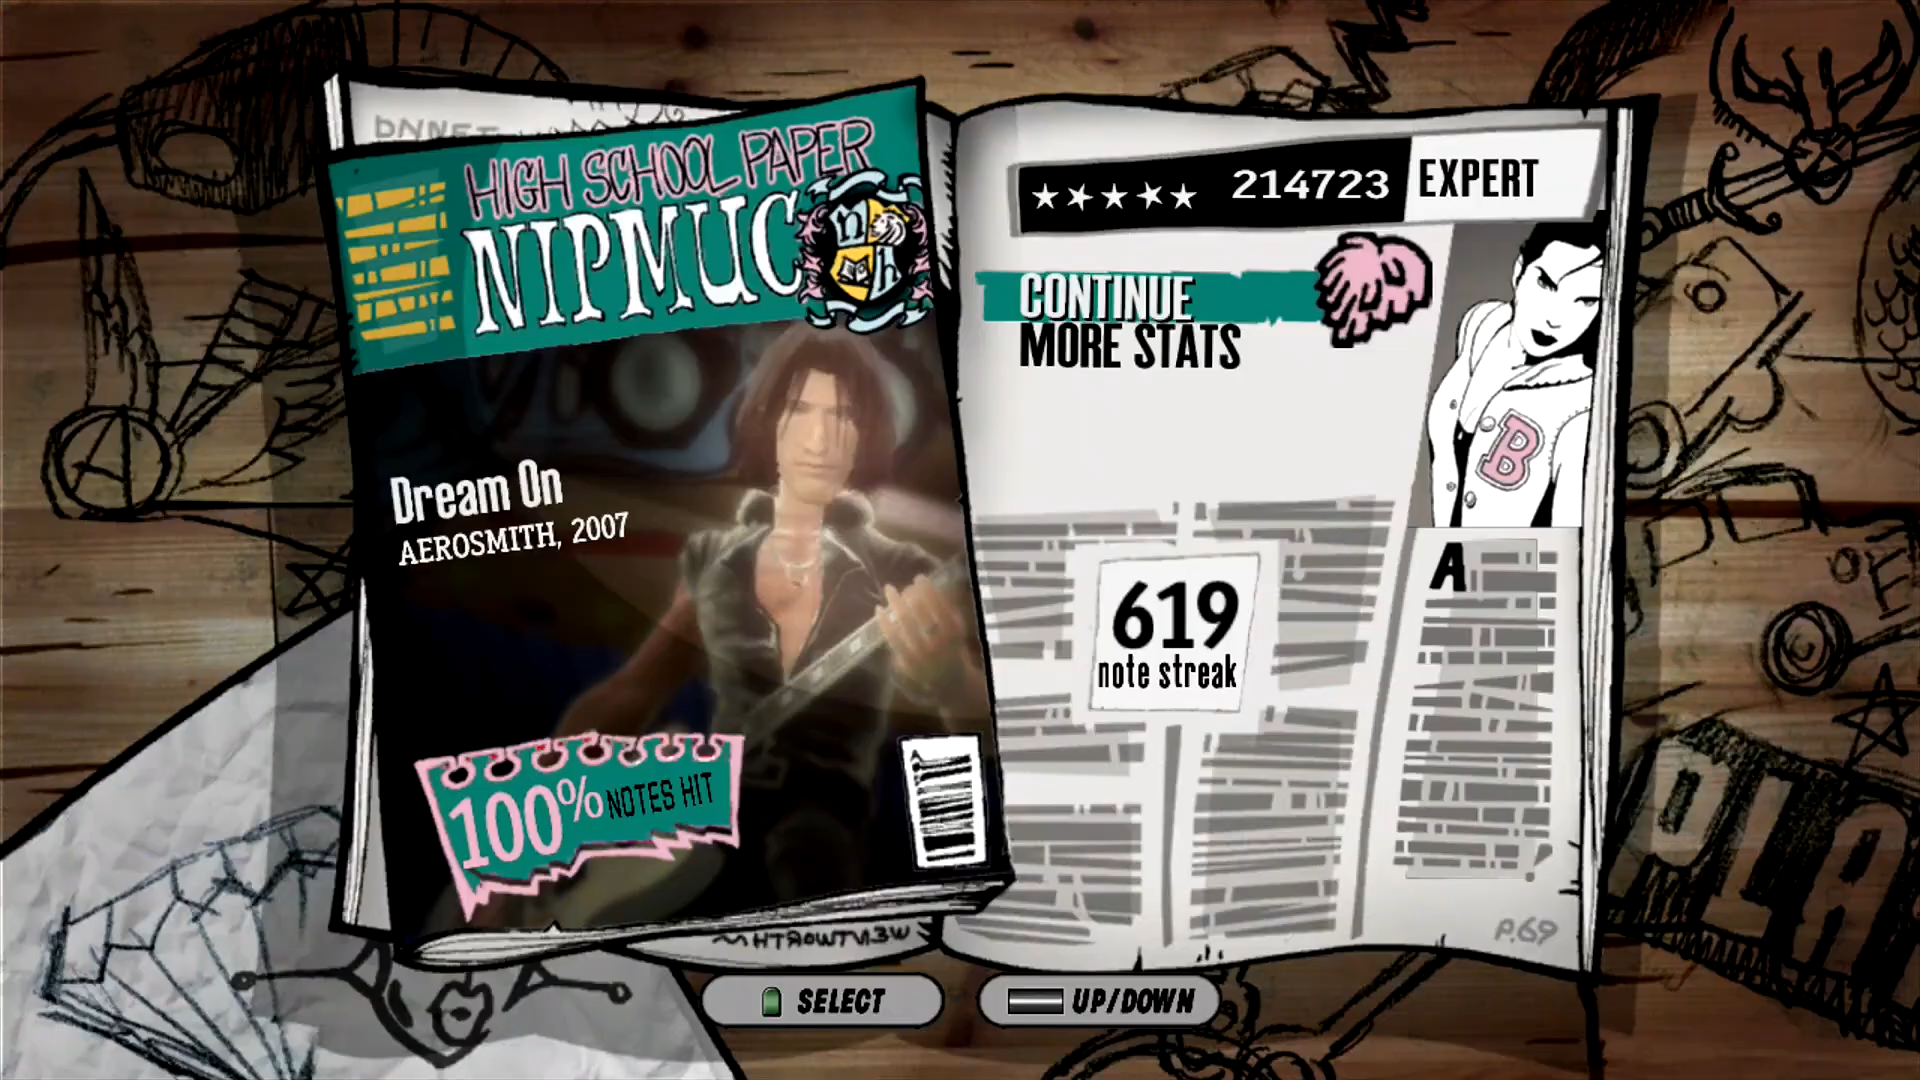 HIGH SCHOOL PAPER
NIPMUC
n
h
Dream On
AEROSMITH, 2007
100% NOTES HIT
214723
EXPERT
CONTINUE
MORE STATS
B
619
note streak
A
P.69
SELECT
UP/DOWN